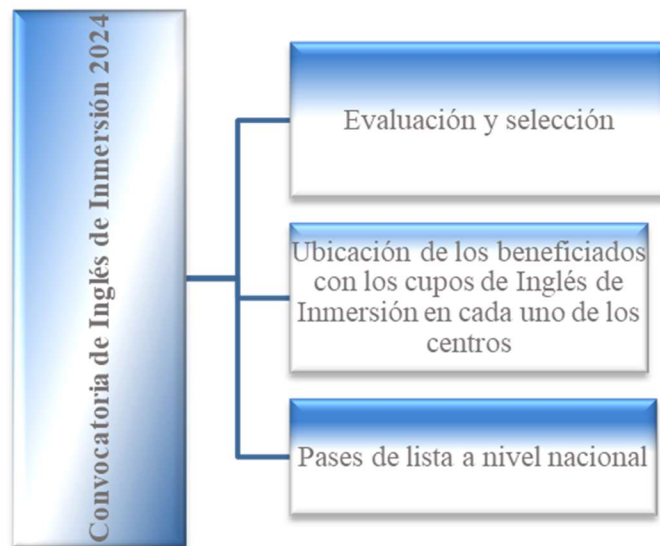 Convocatoria de Inglés de Inmersión 2024
Evaluación y selección
Ubicación de los beneficiados
con los cupos de Inglés de
Inmersión en cada uno de los
centros
Pases de lista a nivel nacional